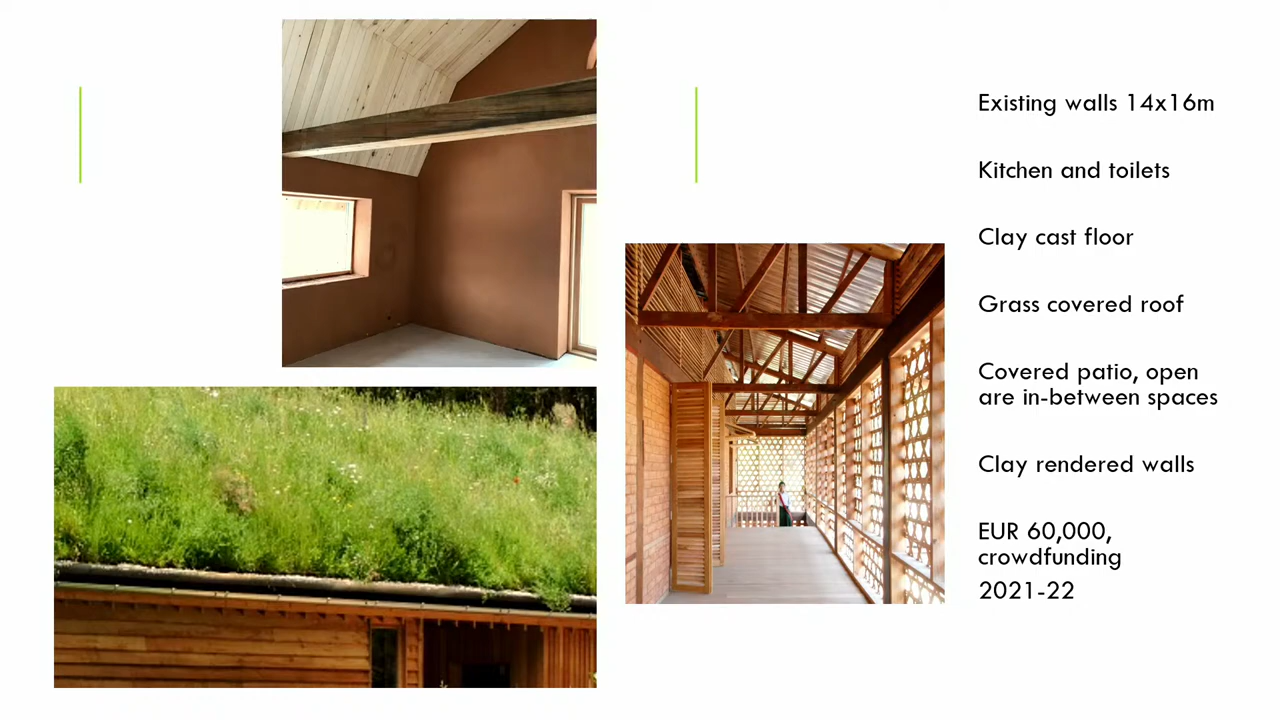 Existing walls 14x16m
Kitchen and toilets
Clay cast floor
Grass covered roof
Covered patio, open
are in-between spaces
Clay rendered walls
EUR 60,000,
crowdfunding
2021-22